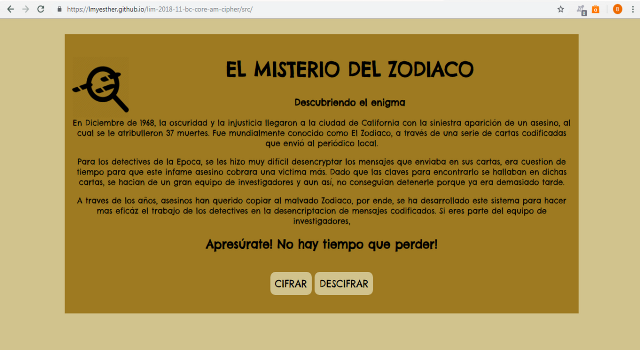 https://lmyesther.github.io/lim-2018-11-bc-core-am-cipher/src/
EL MISTERIO DEL ZODIACO
Descubriendo el enigma
En Diciembre de 1968, la oscuridad y la injusticia llegaron a la ciudad de California con la siniestra aparición de un asesino, al
cual se le atribulleron 37 muertes. Fue mundialmente conocido como El Zodiaco, a través de una serie de cartas codificadas
que envió al periódico local.
Para los detectives de la Epoca, se les hizo muy difícil desencryptar los mensajes que enviaba en sus cartas, era cuestion de
tiempo para que este infame asesino cobrara una victima más. Dado que las claves para encontrarlo se hallaban en dichas
cartas, se hacían de un gran equipo de investigadores y aun así, no conseguían detenerle porque ya era demasiado tarde.
A traves de los años, asesinos han querido copiar al malvado Zodiaco, por ende, se ha desarrollado este sistema para hacer
mas eficáz el trabajo de los detectives en la desencriptacion de mensajes codificados. Si eres parte del equipo de
investigadores,
Apresúrate! No hay tiempo que perder!
CIFRAR DESCIFRAR